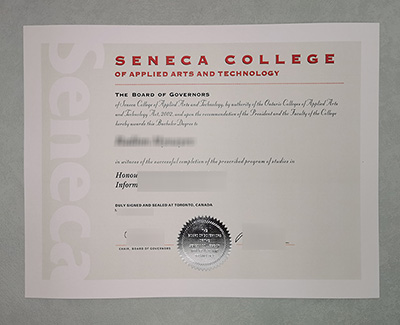 Seneca
SENECA COLLEGE
OF APPLIED ARTS AND TECHNOLOGY
THE BOARD OF GOVERNORS
of Seneca College of Applied Arts and Technology, by authority of the Ontario Colleges of Applied Arts
and Technology Act, 2002, and upon the recommendation of the President and the Faculty of the College
hereby awards this Bachelor Degree to
in witness of the successful completion of the prescribed program of studies in
Honou
Inform
DULY SIGNED AND SEALED AT TORONTO, CANADA
CHAIR, BOARD OF GOVERNORS